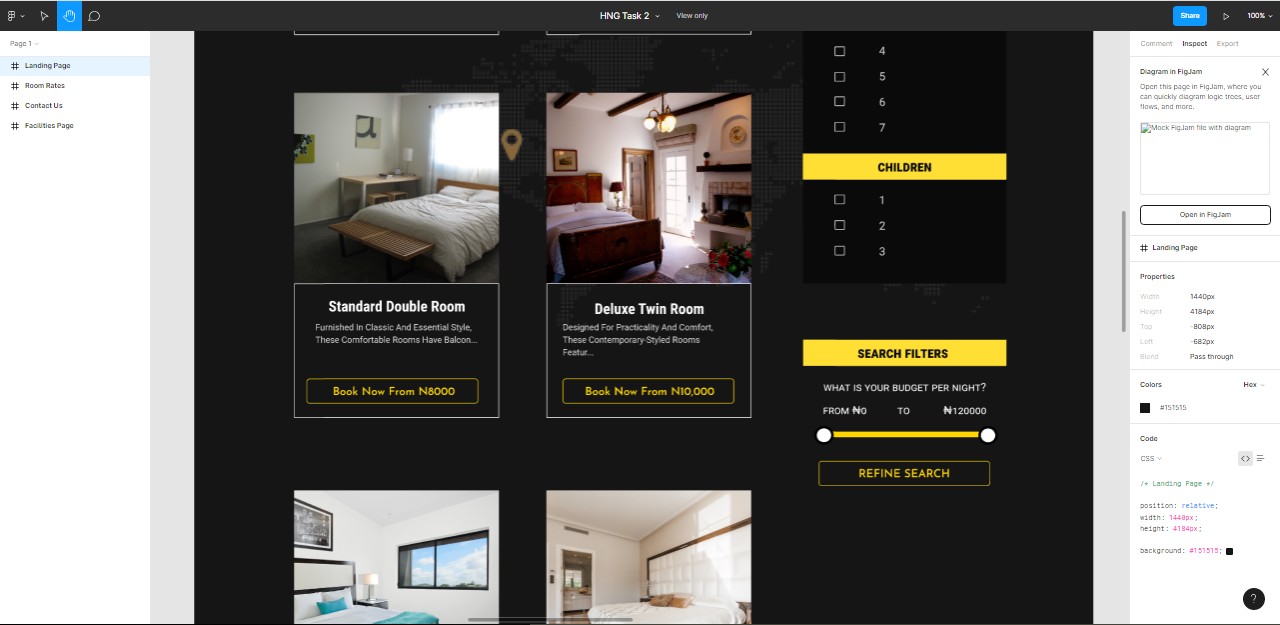 HNG Task 2
View only
Share
100%
Page 1
Landing Page
Room Rates
Contact Us
Facilities Page
Standard Double Room
Furnished In Classic And Essential Style,
These Comfortable Rooms Have Balcon...
Book Now From N8000
Deluxe Twin Room
Designed For Practicality And Comfort,
These Contemporary-Styled Rooms
Featur...
Book Now From N10,000
4
5
6
7
CHILDREN
1
2
3
SEARCH FILTERS
WHAT IS YOUR BUDGET PER NIGHT?
FROM ₦0 TO ₦120000
REFINE SEARCH
Comment Inspect Export
Diagram in FigJam
Open this page in FigJam, where you
can quickly diagram logic trees, user
flows, and more.
Mock FigJam file with diagram
Open in FigJam
Landing Page
Properties
Width 1440px
Height 4184px
Top -808px
Left -682px
Blend Pass through
Colors Hex
#151515
Code
CSS
/* Landing Page */
position: relative;
width: 1440px;
height: 4184px;
background: #151515;
?